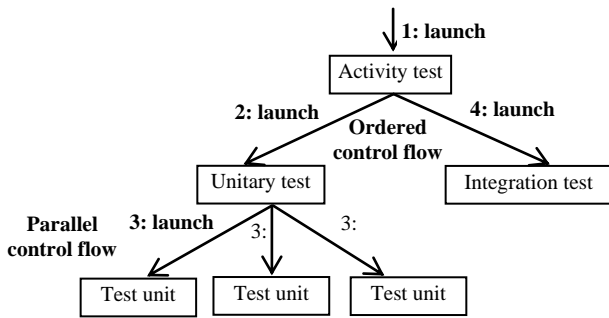 1: launch
Activity test
2: launch
4: launch
Ordered
control flow
Unitary test
Integration test
Parallel
control flow
3: launch
3:
3:
Test unit
Test unit
Test unit